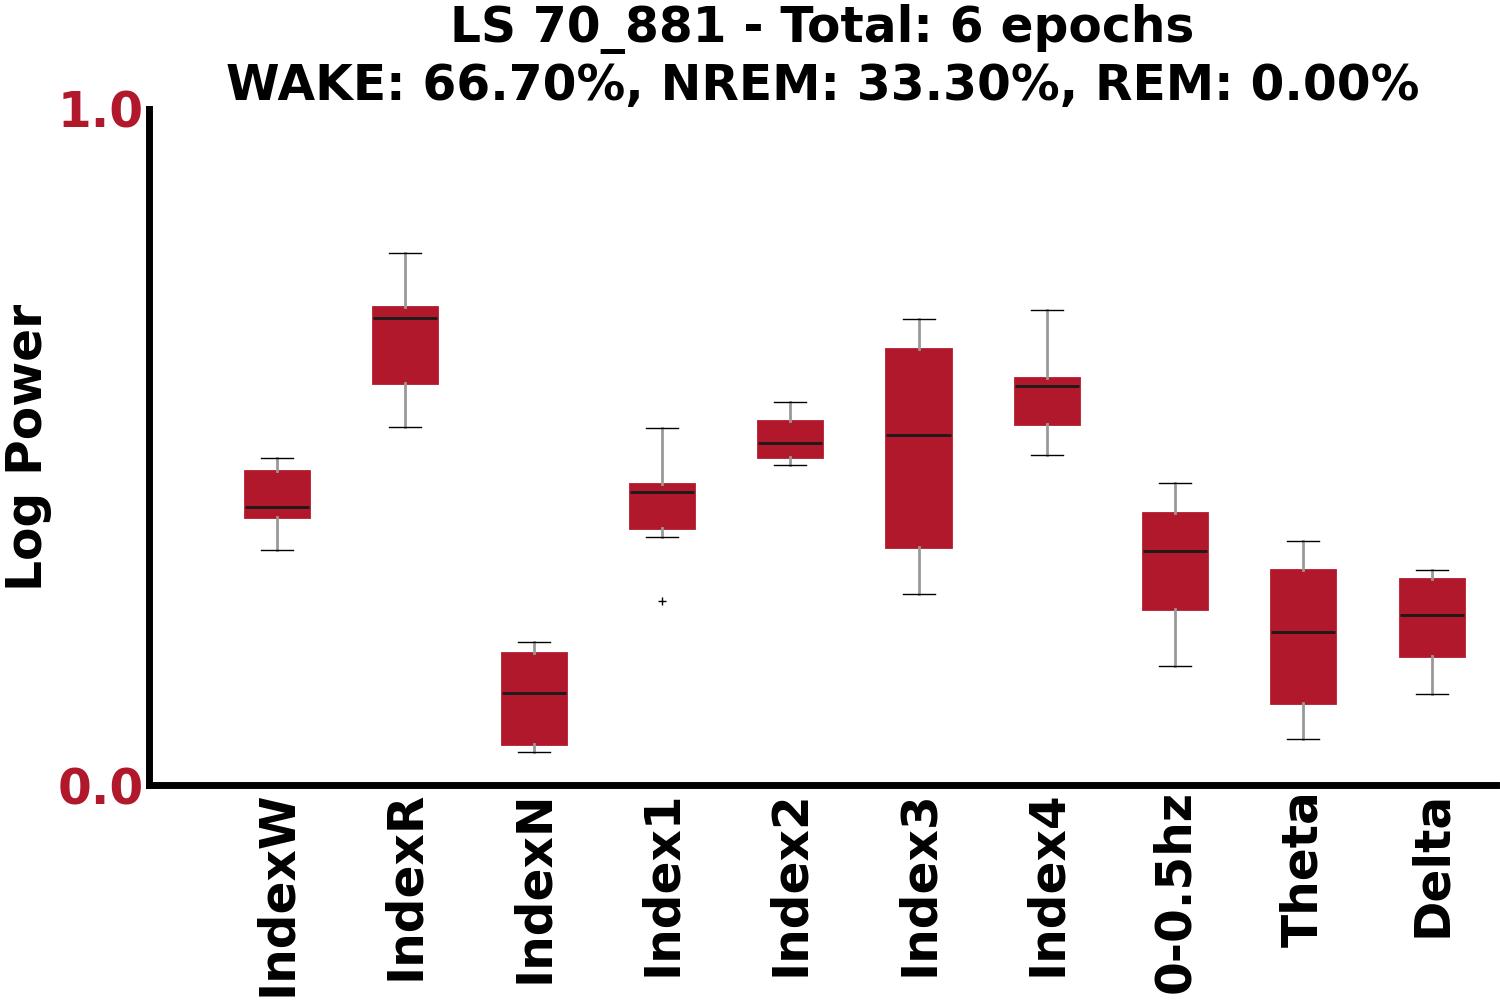 LS 70_881 - Total: 6 epochs
WAKE: 66.70%, NREM: 33.30%, REM: 0.00%
1.0
Log Power
0.0
IndexW
IndexR
IndexN
Index1
Index2
Index3
Index4
0-0.5hz
Theta
Delta